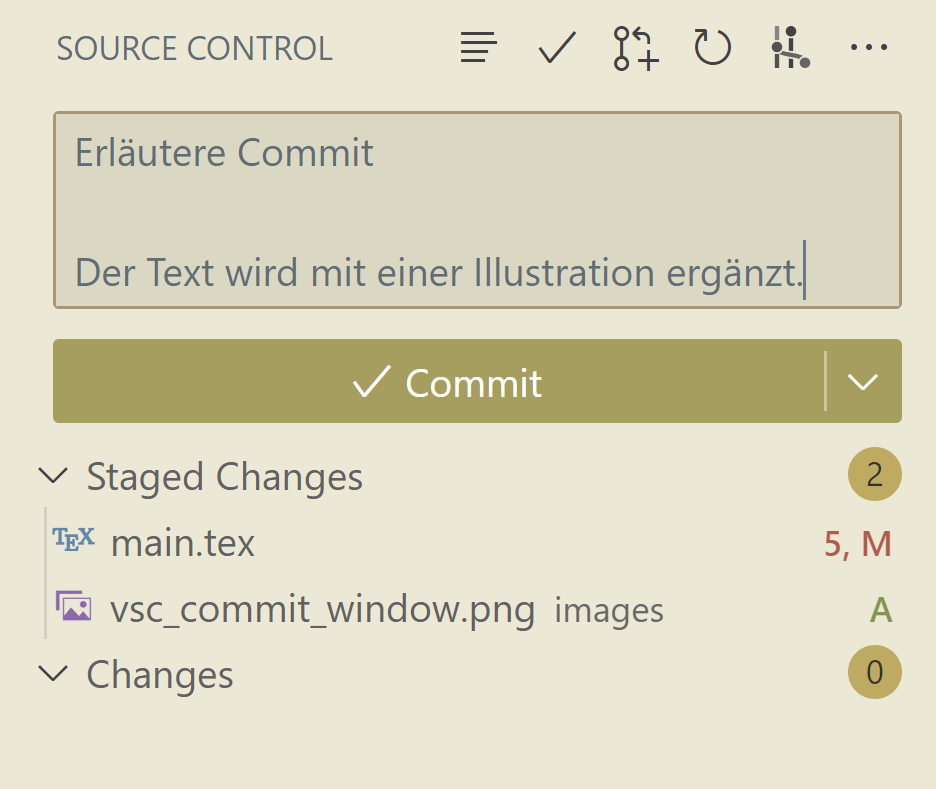 SOURCE CONTROL
Erläutere Commit
Der Text wird mit einer Illustration ergänzt.
Commit
Staged Changes 2
TEX main.tex 5, M
vsc_commit_window.png images A
Changes 0